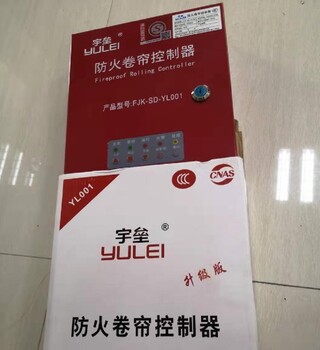 宇垒
YULEI
®
防火卷帘控制器
Fireproof Rolling Controller
产品型号:FJK-SD-YL001
YL001
CCC
CNAS
宇垒
®
YULEI
升级版
防火卷帘控制器